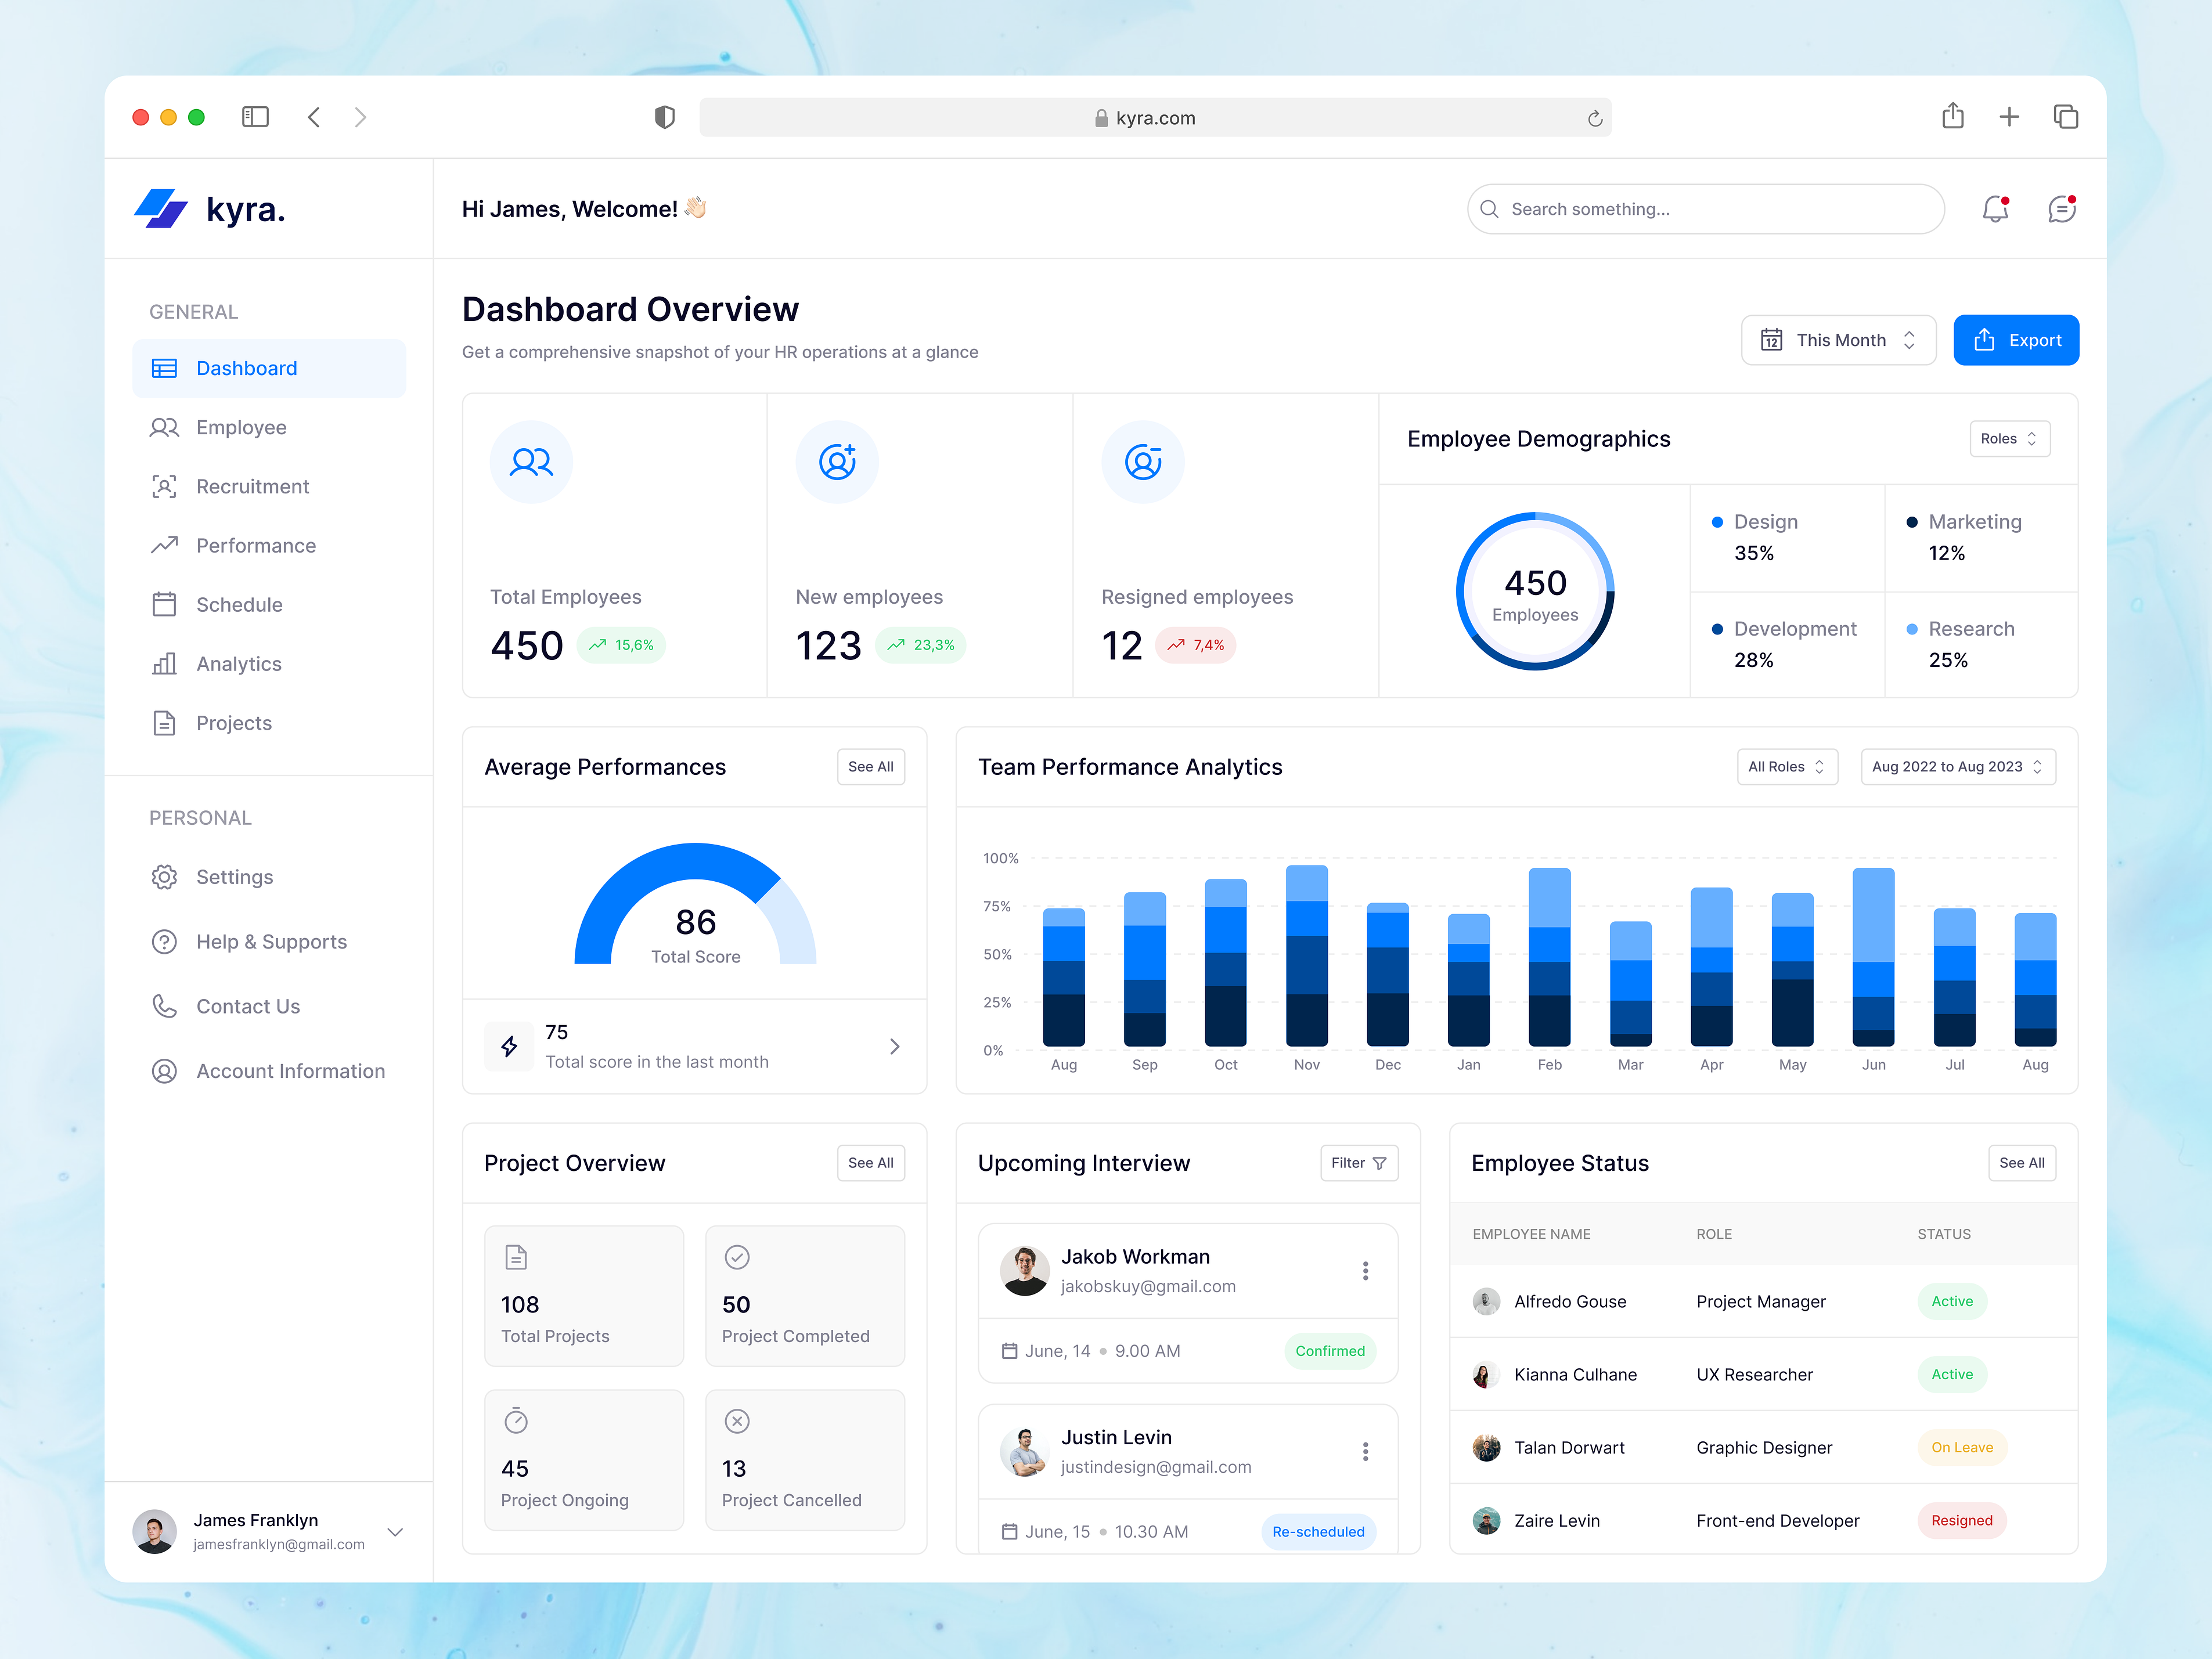 kyra.com
kyra.
Hi James, Welcome! 👋🏻
Search something...
GENERAL
Dashboard
Employee
Recruitment
Performance
Schedule
Analytics
Projects
PERSONAL
Settings
Help & Supports
Contact Us
Account Information
James Franklyn
jamesfranklyn@gmail.com
Dashboard Overview
Get a comprehensive snapshot of your HR operations at a glance
12
This Month
Export
Total Employees
450
15,6%
New employees
123
23,3%
Resigned employees
12
7,4%
Employee Demographics
Roles
450
Employees
Design
35%
Marketing
12%
Development
28%
Research
25%
Average Performances
See All
86
Total Score
75
Total score in the last month
Team Performance Analytics
All Roles
Aug 2022 to Aug 2023
100%
75%
50%
25%
0%
Aug Sep Oct Nov Dec Jan Feb Mar Apr May Jun Jul Aug
Project Overview
See All
108
Total Projects
50
Project Completed
45
Project Ongoing
13
Project Cancelled
Upcoming Interview
Filter
Jakob Workman
jakobskuy@gmail.com
June, 14 • 9.00 AM
Confirmed
Justin Levin
justindesign@gmail.com
June, 15 • 10.30 AM
Re-scheduled
Employee Status
See All
EMPLOYEE NAME ROLE STATUS
Alfredo Gouse Project Manager Active
Kianna Culhane UX Researcher Active
Talan Dorwart Graphic Designer On Leave
Zaire Levin Front-end Developer Resigned